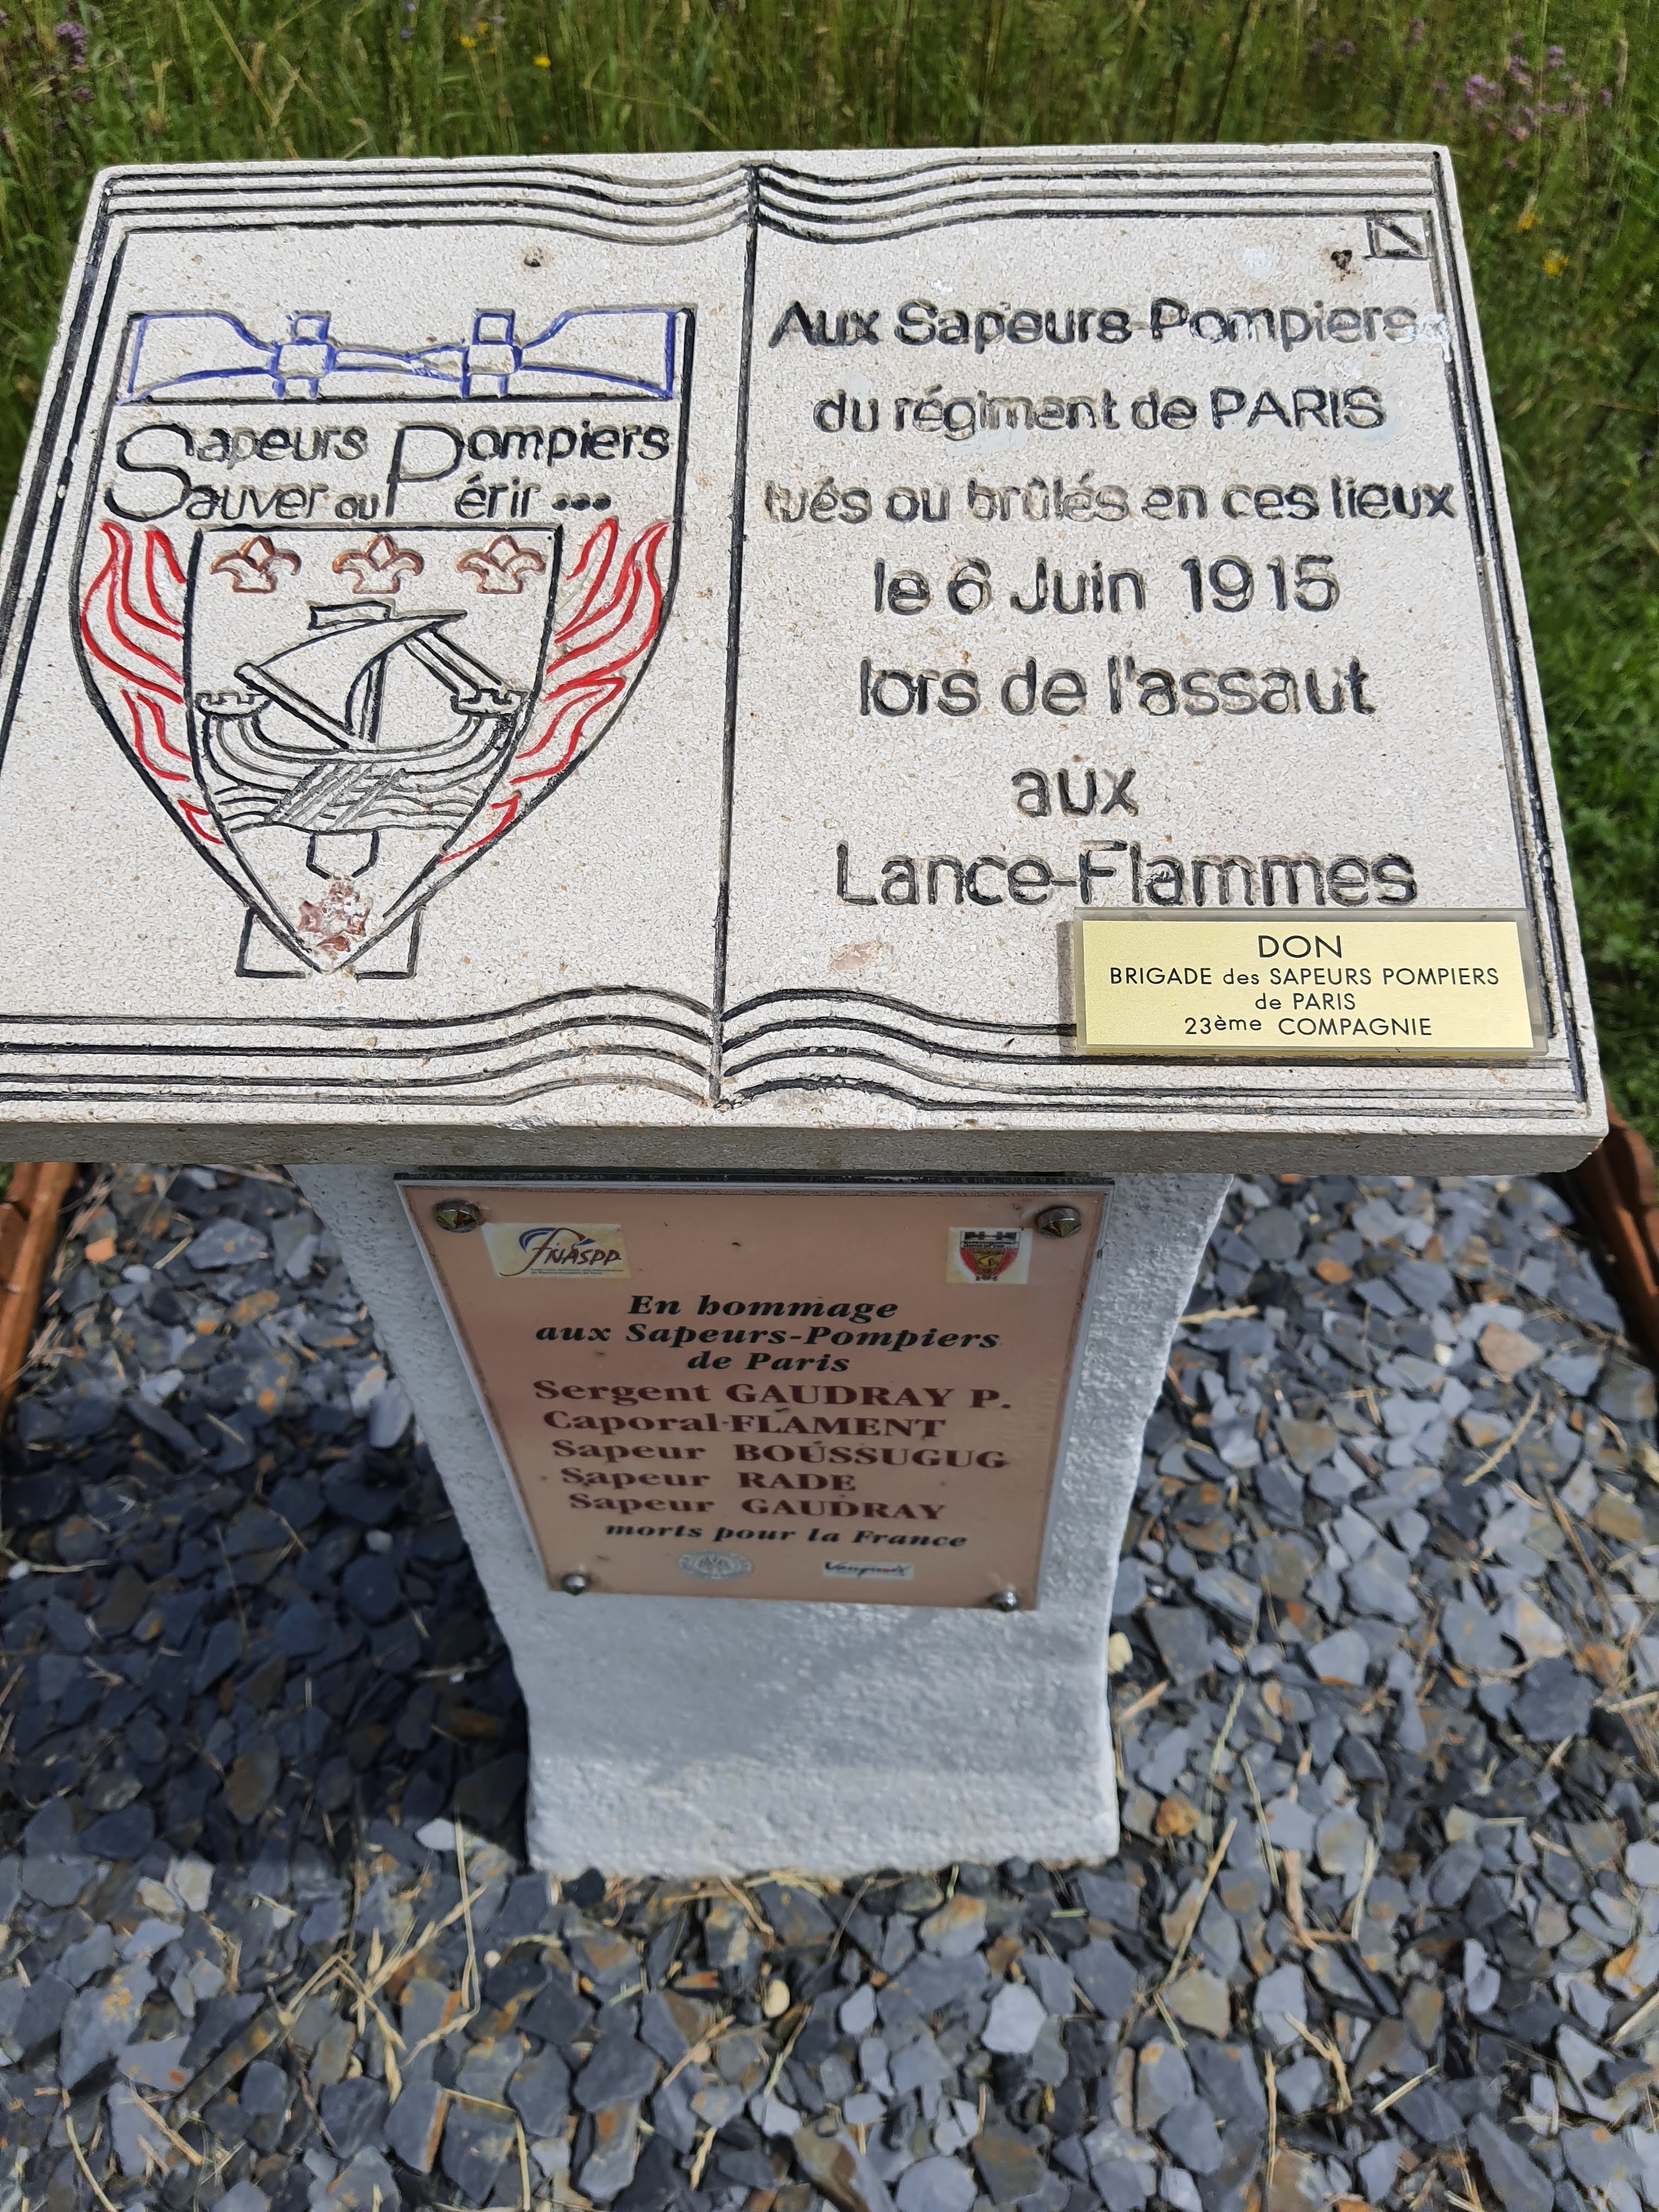 Sapeurs Pompiers
Sauver ou Périr ...
Aux Sapeurs-Pompiers
du régiment de PARIS
tués ou brûlés en ces lieux
le 6 Juin 1915
lors de l'assaut
aux
Lance-Flammes
DON
BRIGADE des SAPEURS POMPIERS
de PARIS
23ème COMPAGNIE
FNASPP
En hommage
aux Sapeurs-Pompiers
de Paris
Sergent GAUDRAY P.
Caporal FLAMENT
Sapeur BOUSSUGUG
Sapeur RADE
Sapeur GAUDRAY
morts pour la France